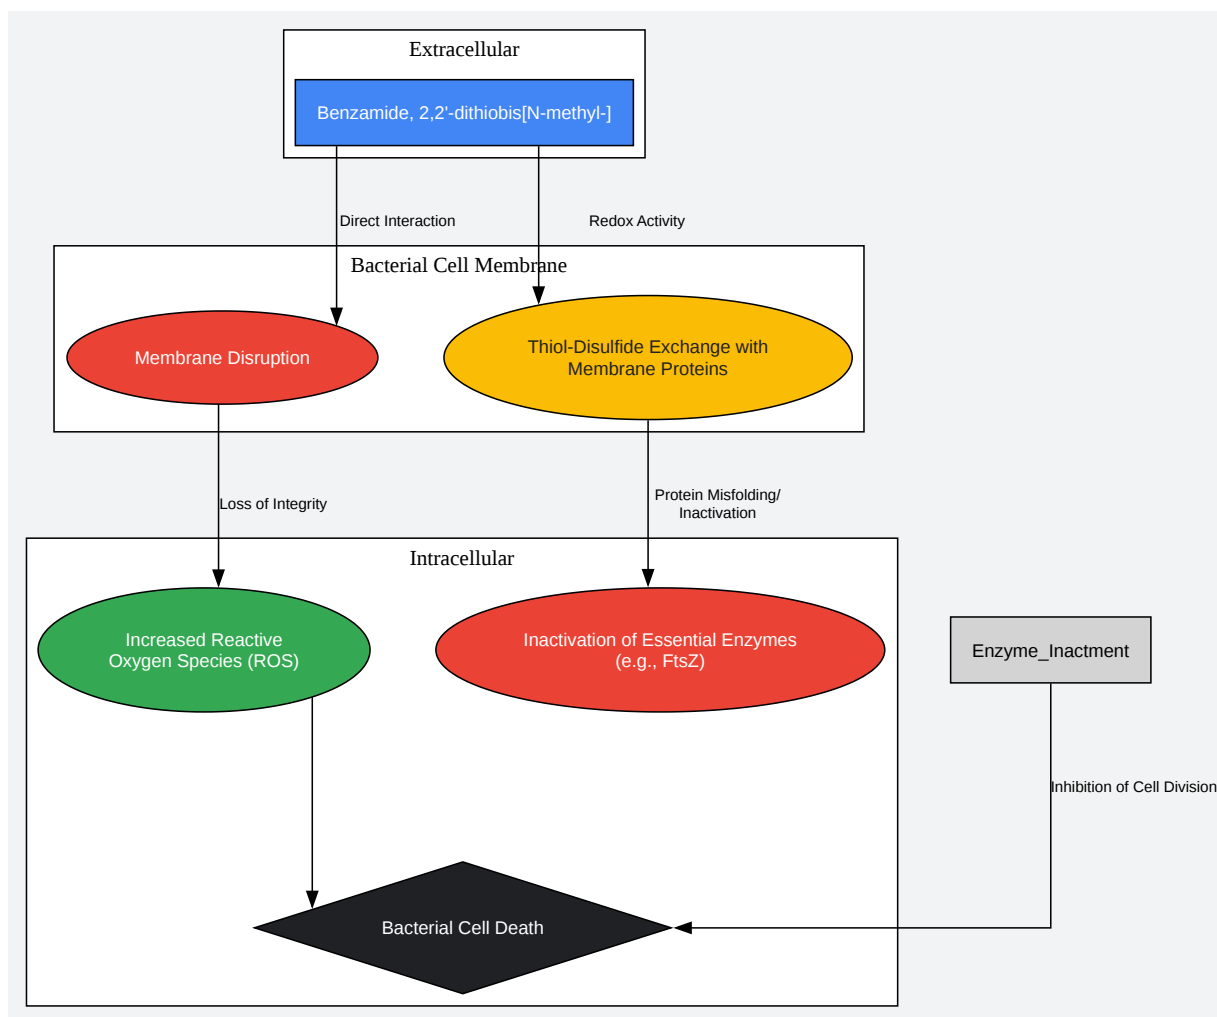 Extracellular
Benzamide, 2,2'-dithiobis[N-methyl-]
Direct Interaction
Redox Activity
Bacterial Cell Membrane
Membrane Disruption
Thiol-Disulfide Exchange with
Membrane Proteins
Loss of Integrity
Protein Misfolding/
Inactivation
Intracellular
Increased Reactive
Oxygen Species (ROS)
Inactivation of Essential Enzymes
(e.g., FtsZ)
Enzyme_Inactment
Inhibition of Cell Division
Bacterial Cell Death